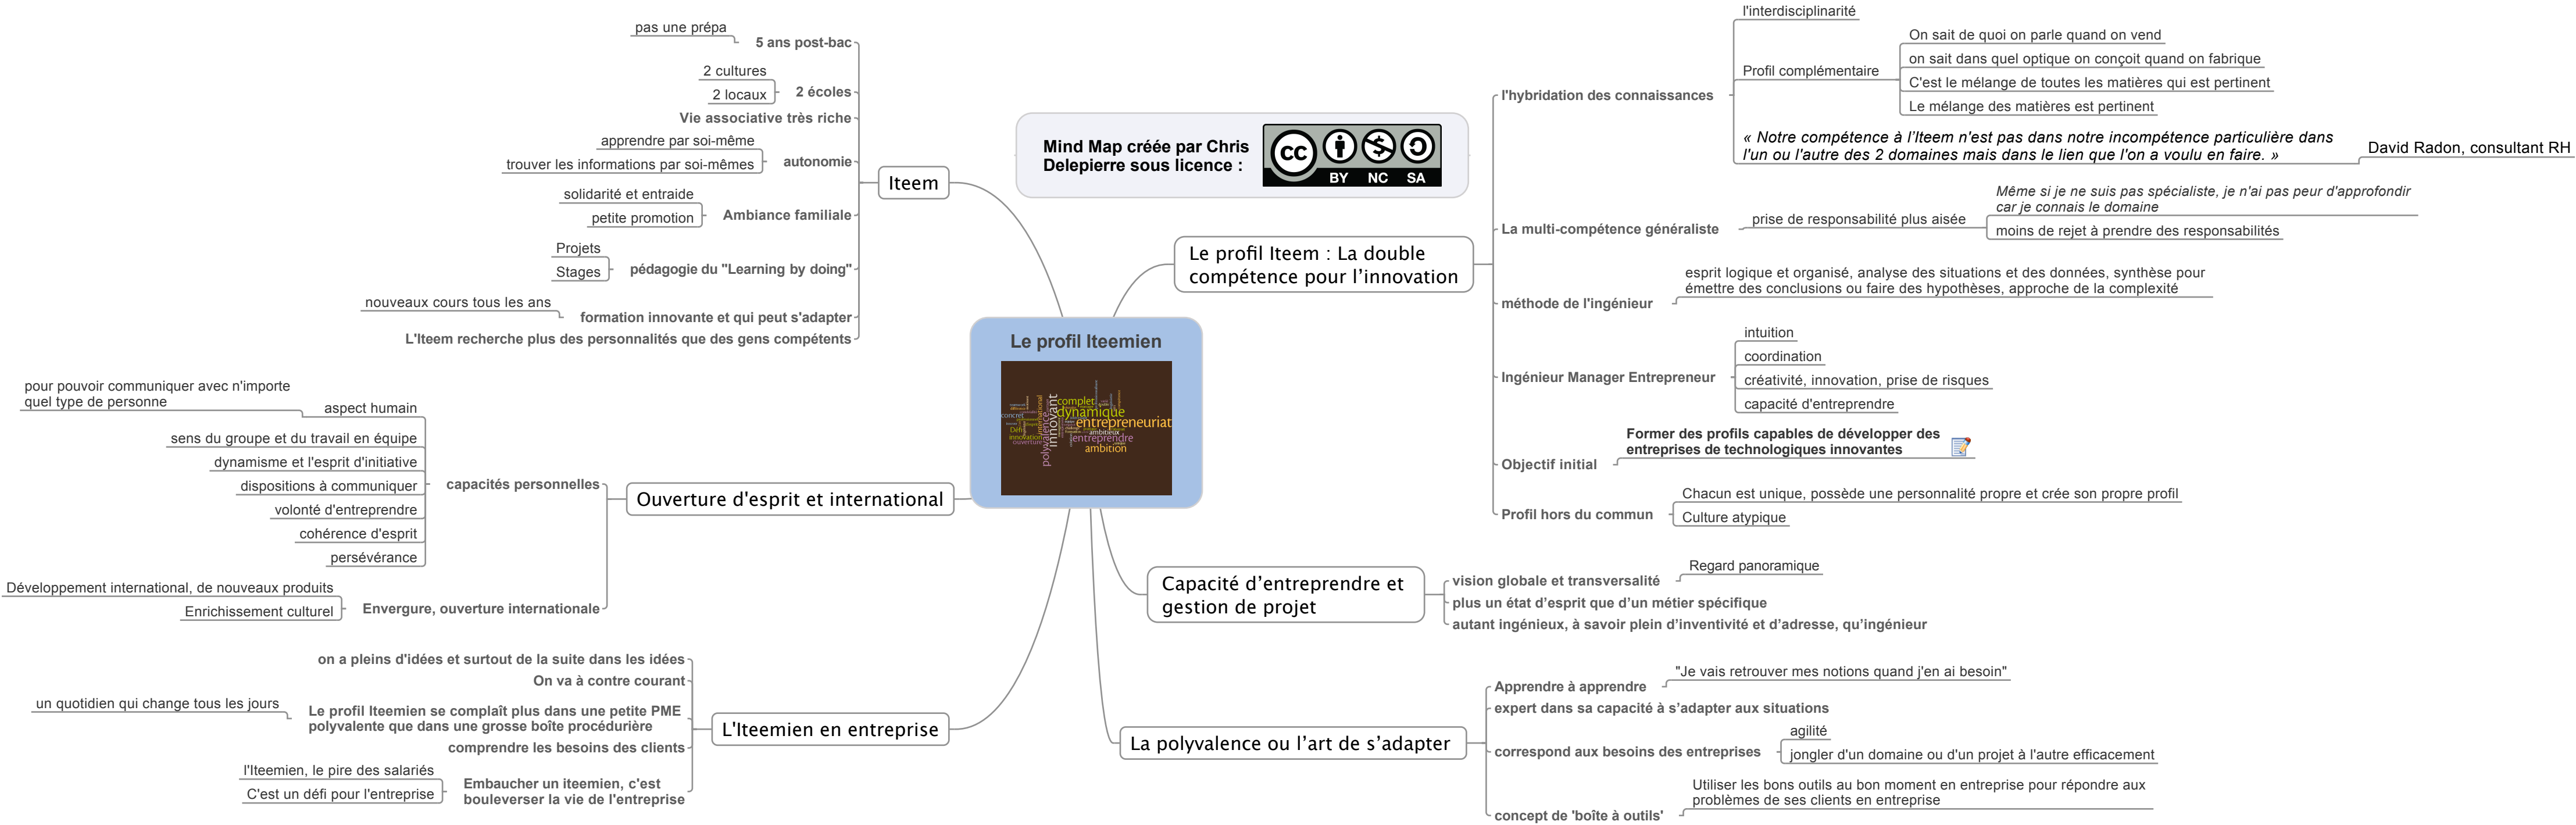 Le profil Iteemien
concret
complet
dynamique
entrepreneuriat
innovant
polyvalence
international
Défi
innovation
ouverture
ambitieux
entreprendre
ambition
Mind Map créée par Chris
Delepierre sous licence :
cc
BY NC SA
Iteem
5 ans post-bac
pas une prépa
2 écoles
2 cultures
2 locaux
Vie associative très riche
autonomie
apprendre par soi-même
trouver les informations par soi-mêmes
Ambiance familiale
solidarité et entraide
petite promotion
pédagogie du "Learning by doing"
Projets
Stages
formation innovante et qui peut s'adapter
nouveaux cours tous les ans
L'Iteem recherche plus des personnalités que des gens compétents
Ouverture d'esprit et international
capacités personnelles
aspect humain
pour pouvoir communiquer avec n'importe
quel type de personne
sens du groupe et du travail en équipe
dynamisme et l'esprit d'initiative
dispositions à communiquer
volonté d'entreprendre
cohérence d'esprit
persévérance
Envergure, ouverture internationale
Développement international, de nouveaux produits
Enrichissement culturel
L'Iteemien en entreprise
on a pleins d'idées et surtout de la suite dans les idées
On va à contre courant
Le profil Iteemien se complaît plus dans une petite PME
polyvalente que dans une grosse boîte procédurière
un quotidien qui change tous les jours
comprendre les besoins des clients
Embaucher un iteemien, c'est
bouleverser la vie de l'entreprise
l'Iteemien, le pire des salariés
C'est un défi pour l'entreprise
Le profil Iteem : La double
compétence pour l’innovation
l'hybridation des connaissances
l'interdisciplinarité
Profil complémentaire
On sait de quoi on parle quand on vend
on sait dans quel optique on conçoit quand on fabrique
C'est le mélange de toutes les matières qui est pertinent
Le mélange des matières est pertinent
« Notre compétence à l’Iteem n'est pas dans notre incompétence particulière dans
l'un ou l'autre des 2 domaines mais dans le lien que l'on a voulu en faire. »
David Radon, consultant RH
La multi-compétence généraliste
prise de responsabilité plus aisée
Même si je ne suis pas spécialiste, je n'ai pas peur d'approfondir
car je connais le domaine
moins de rejet à prendre des responsabilités
méthode de l'ingénieur
esprit logique et organisé, analyse des situations et des données, synthèse pour
émettre des conclusions ou faire des hypothèses, approche de la complexité
Ingénieur Manager Entrepreneur
intuition
coordination
créativité, innovation, prise de risques
capacité d'entreprendre
Objectif initial
Former des profils capables de développer des
entreprises de technologiques innovantes
Profil hors du commun
Chacun est unique, possède une personnalité propre et crée son propre profil
Culture atypique
Capacité d’entreprendre et
gestion de projet
vision globale et transversalité
Regard panoramique
plus un état d’esprit que d’un métier spécifique
autant ingénieux, à savoir plein d’inventivité et d’adresse, qu’ingénieur
La polyvalence ou l’art de s’adapter
Apprendre à apprendre
"Je vais retrouver mes notions quand j'en ai besoin"
expert dans sa capacité à s’adapter aux situations
correspond aux besoins des entreprises
agilité
jongler d'un domaine ou d'un projet à l'autre efficacement
concept de 'boîte à outils'
Utiliser les bons outils au bon moment en entreprise pour répondre aux
problèmes de ses clients en entreprise